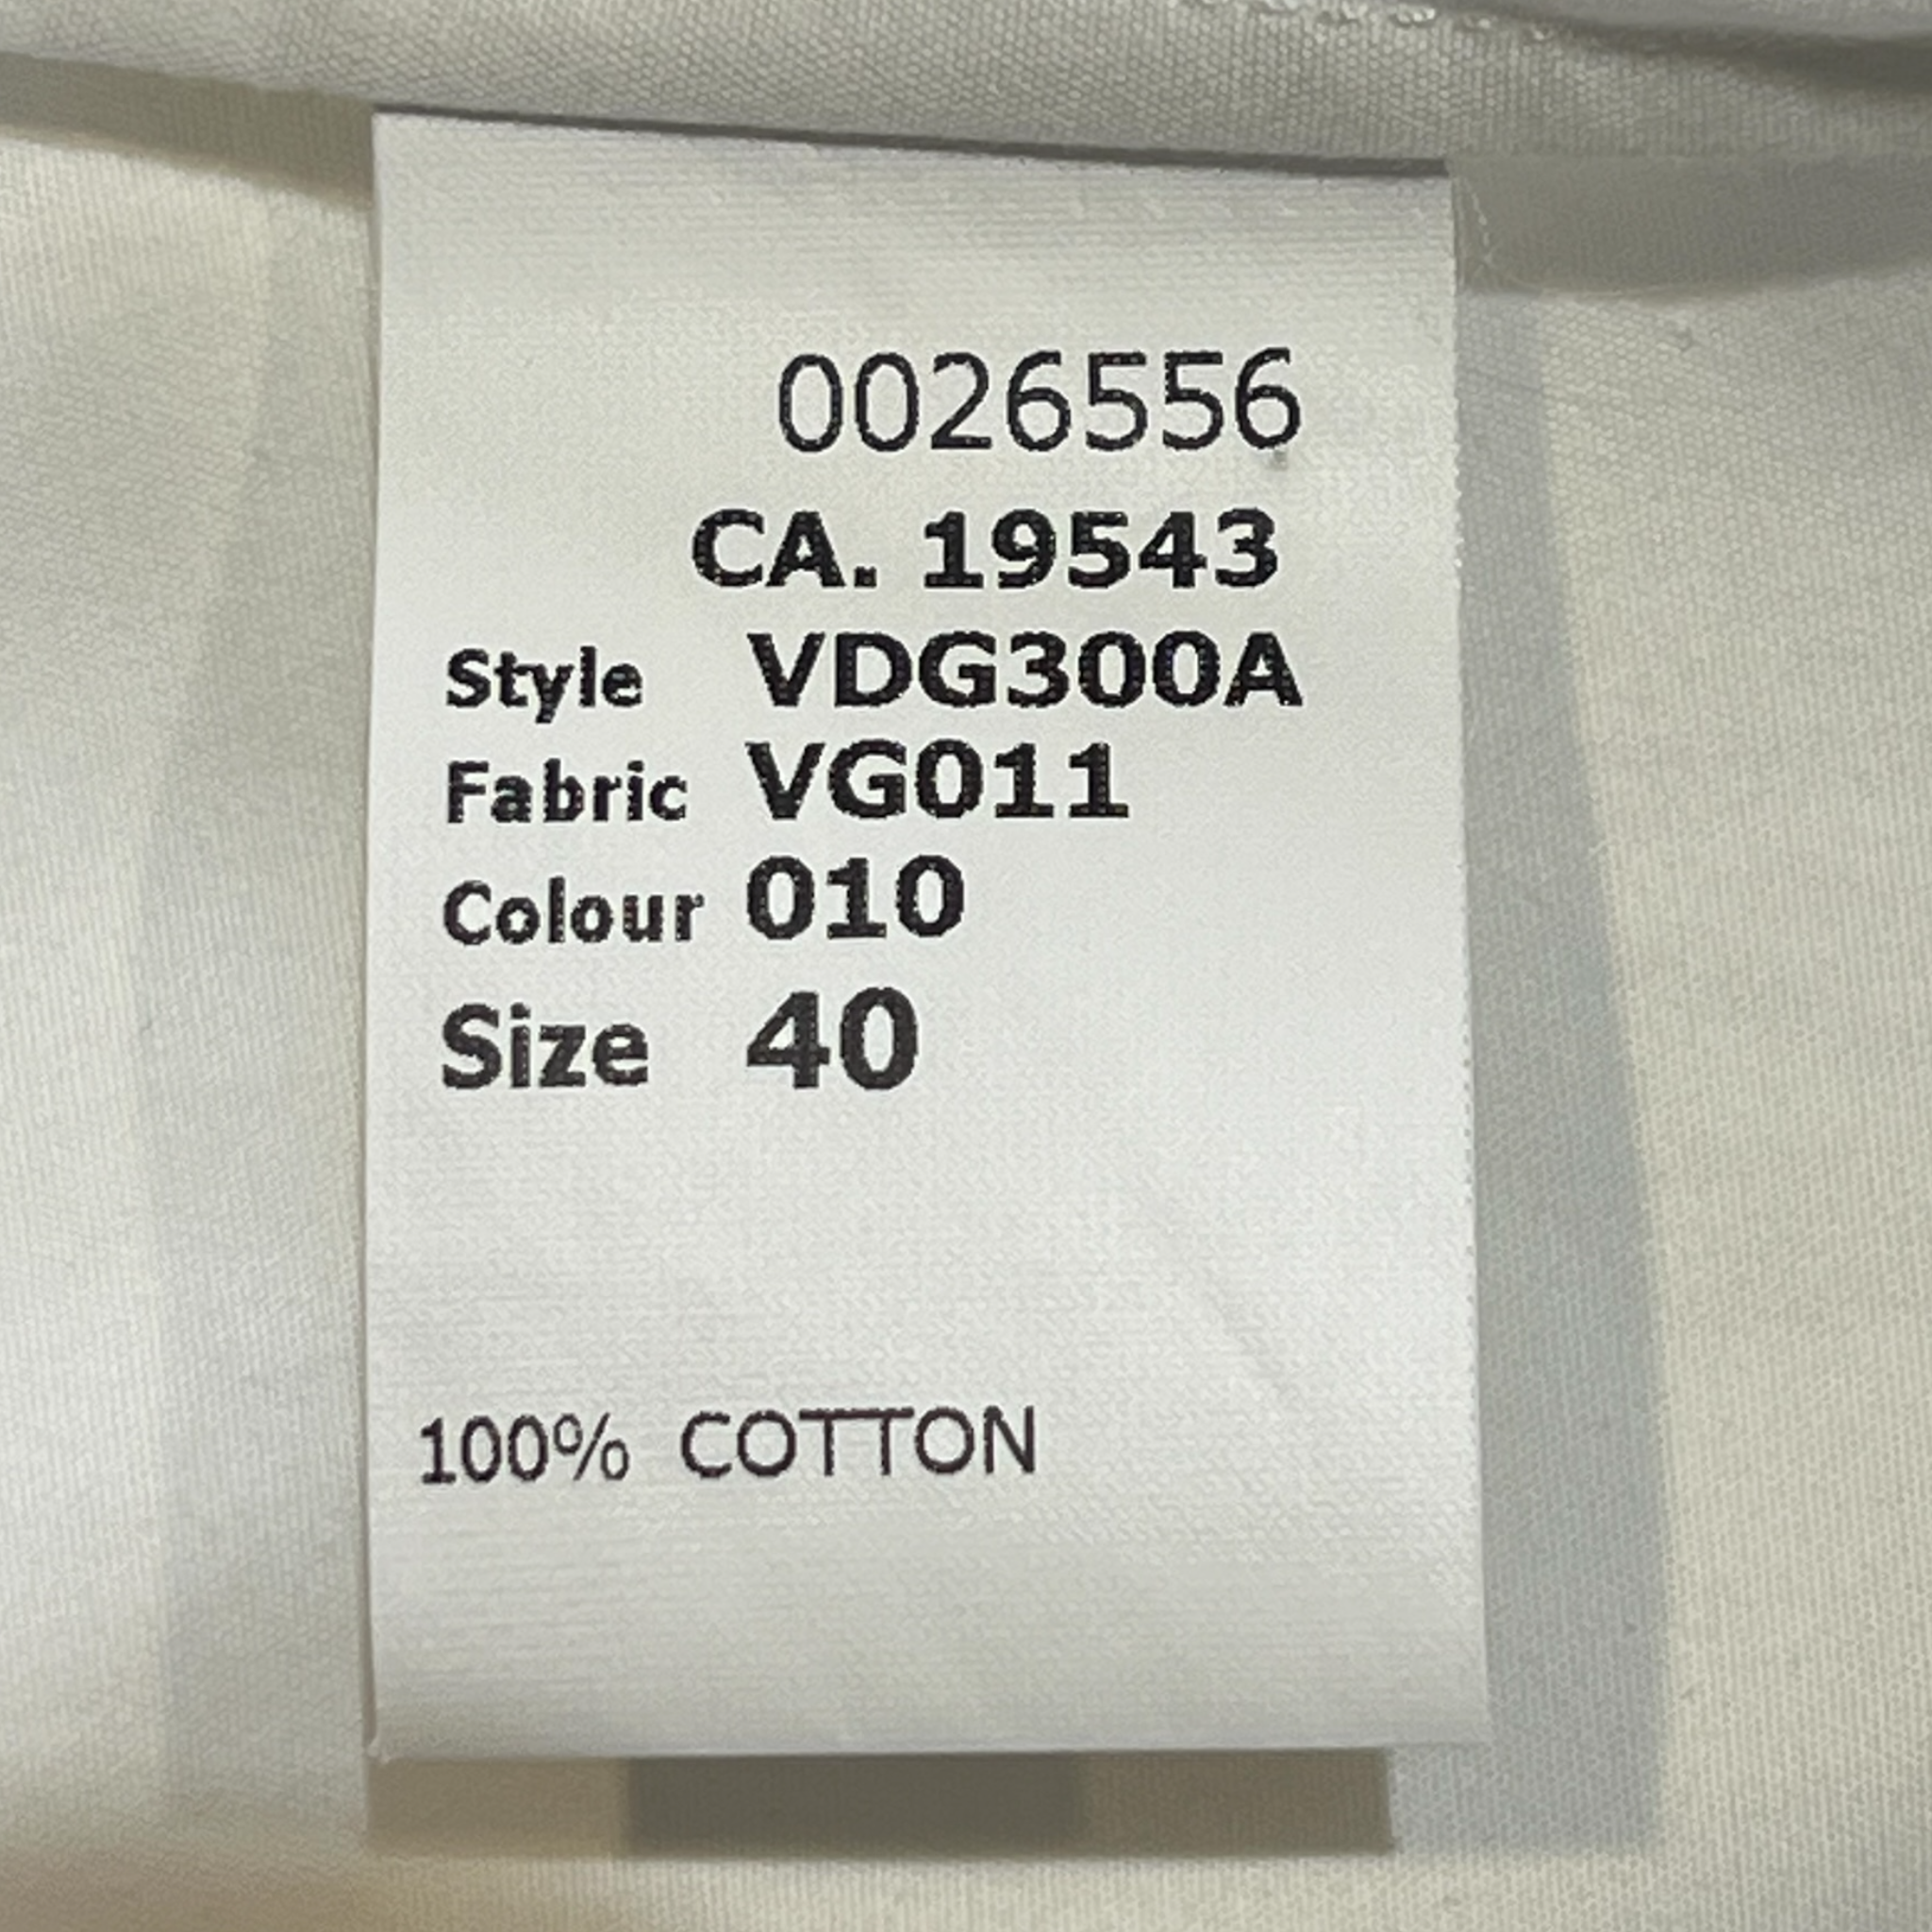 0026556
CA. 19543
Style VDG300A
Fabric VG011
Colour 010
Size 40
100% COTTON